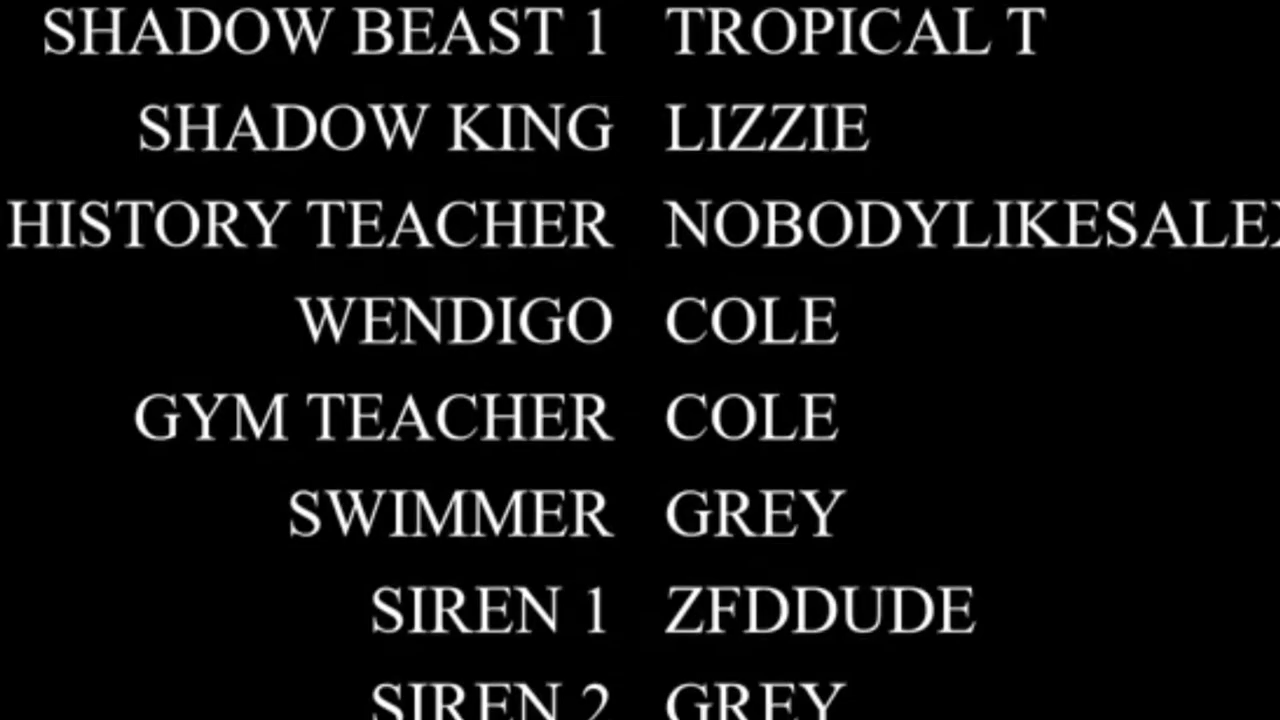 SHADOW BEAST 1 TROPICAL T
SHADOW KING LIZZIE
HISTORY TEACHER NOBODYLIKESALEX
WENDIGO COLE
GYM TEACHER COLE
SWIMMER GREY
SIREN 1 ZFDDUDE
SIREN 2 GREY